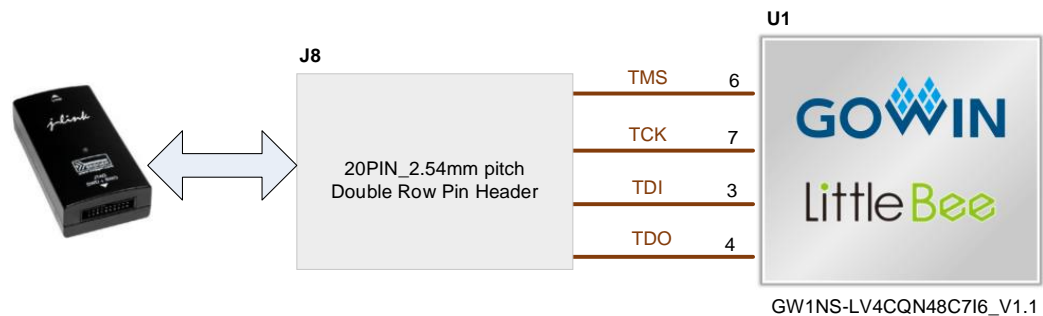 U1
J8
TMS 6
TCK 7
TDI 3
TDO 4
j-link
20PIN_2.54mm pitch
Double Row Pin Header
GOWIN
LittleBee
GW1NS-LV4CQN48C7I6_V1.1